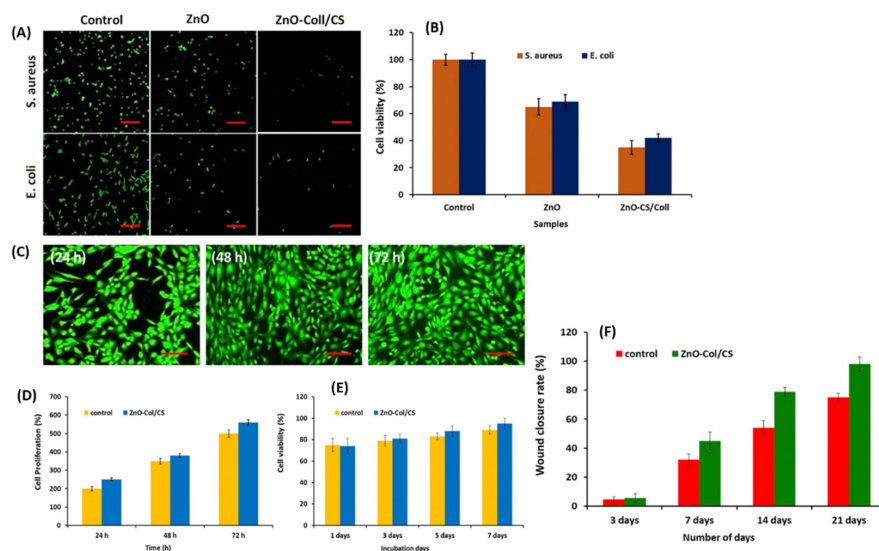 Control ZnO ZnO-Coll/CS
(A)
S. aureus
E. coli
(B)
S. aureus E. coli
Cell viability (%)
120
100
80
60
40
20
0
Control ZnO ZnO-CS/Coll
Samples
(C)
(24 h) (48 h) (72 h)
(D)
control ZnO-Col/CS
Cell Proliferation (%)
700
600
500
400
300
200
100
0
24 h 48 h 72 h
Time (h)
(E)
control ZnO-Col/CS
Cell viability (%)
120
100
80
60
40
20
0
1 days 3 days 5 days 7 days
Incubation days
(F)
control ZnO-Col/CS
Wound closure rate (%)
120
100
80
60
40
20
0
3 days 7 days 14 days 21 days
Number of days